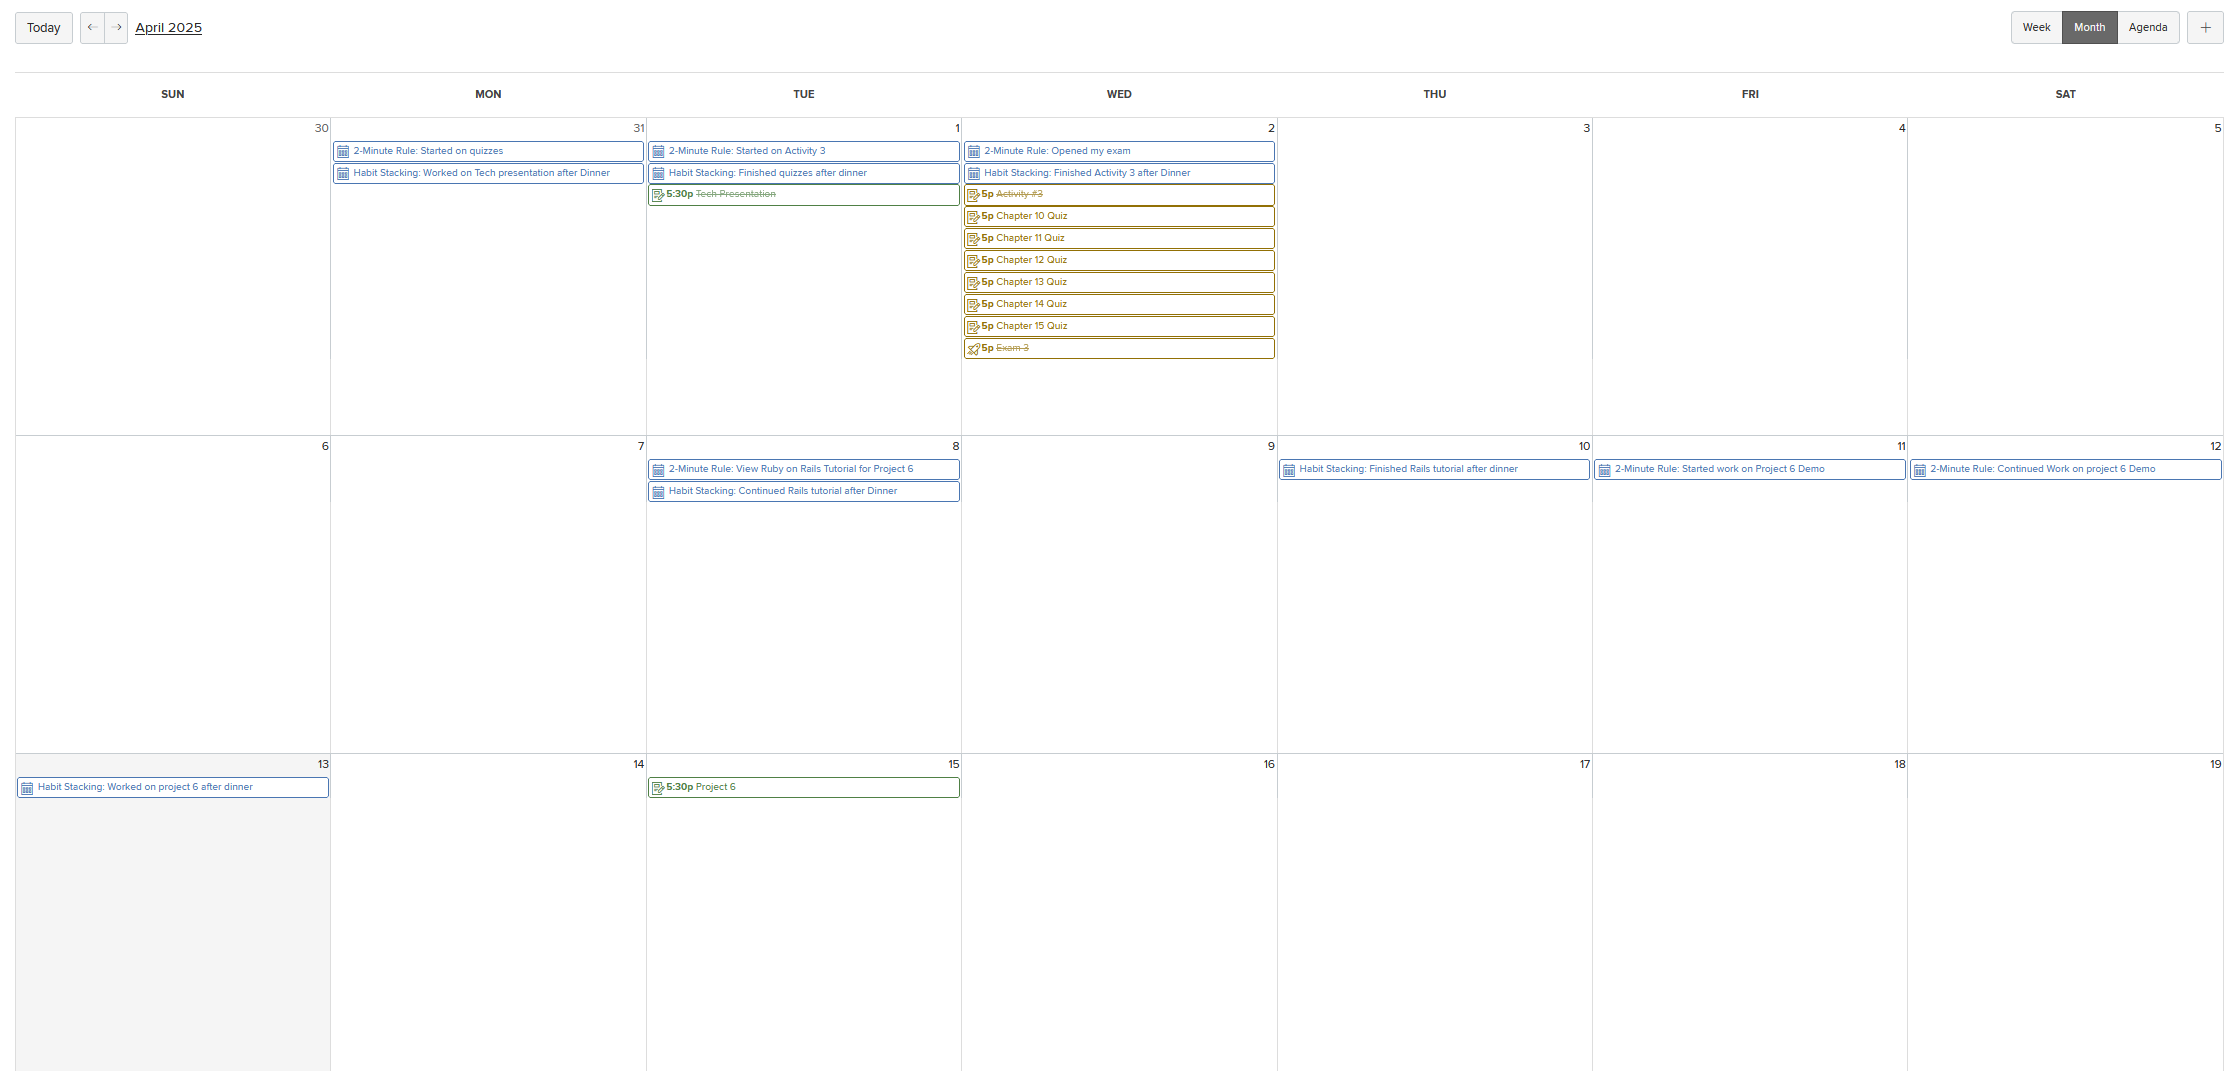 Today ← → April 2025
Week Month Agenda +
SUN MON TUE WED THU FRI SAT
30 31 1 2 3 4 5
2-Minute Rule: Started on quizzes
Habit Stacking: Worked on Tech presentation after Dinner
2-Minute Rule: Started on Activity 3
Habit Stacking: Finished quizzes after dinner
5:30p Tech Presentation
2-Minute Rule: Opened my exam
Habit Stacking: Finished Activity 3 after Dinner
5p Activity #3
5p Chapter 10 Quiz
5p Chapter 11 Quiz
5p Chapter 12 Quiz
5p Chapter 13 Quiz
5p Chapter 14 Quiz
5p Chapter 15 Quiz
5p Exam 3
6 7 8 9 10 11 12
2-Minute Rule: View Ruby on Rails Tutorial for Project 6
Habit Stacking: Continued Rails tutorial after Dinner
Habit Stacking: Finished Rails tutorial after dinner
2-Minute Rule: Started work on Project 6 Demo
2-Minute Rule: Continued Work on project 6 Demo
13 14 15 16 17 18 19
Habit Stacking: Worked on project 6 after dinner
5:30p Project 6